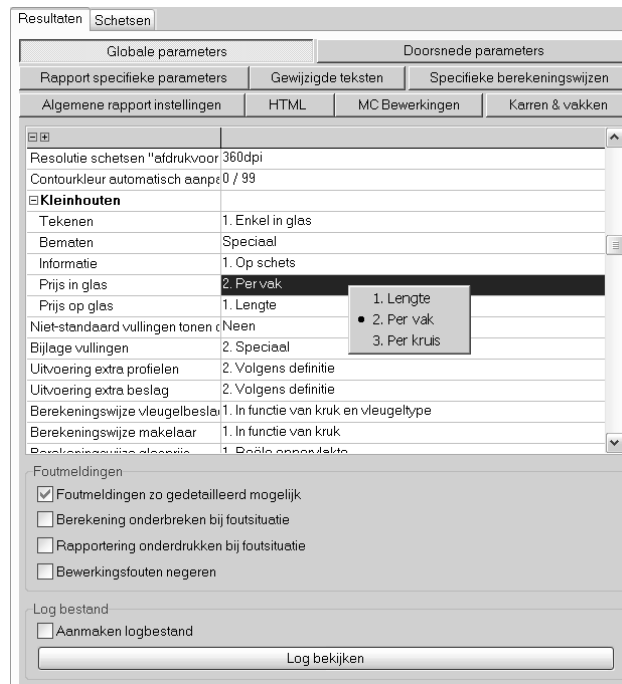 Resultaten Schetsen
Globale parameters Doorsnede parameters
Rapport specifieke parameters Gewijzigde teksten Specifieke berekeningswijzen
Algemene rapport instellingen HTML MC Bewerkingen Karren & vakken
Resolutie schetsen "afdrukvoor 360dpi
Contourkleur automatisch aanpa 0 / 99
Kleinhouten
Tekenen 1. Enkel in glas
Bematen Speciaal
Informatie 1. Op schets
Prijs in glas 2. Per vak
Prijs op glas 1. Lengte
1. Lengte
2. Per vak
3. Per kruis
Niet-standaard vullingen tonen o Neen
Bijlage vullingen 2. Speciaal
Uitvoering extra profielen 2. Volgens definitie
Uitvoering extra beslag 2. Volgens definitie
Berekeningswijze vleugelbesla 1. In functie van kruk en vleugeltype
Berekeningswijze makelaar 1. In functie van kruk
Berekeningswijze glasprijs 1. Reële oppervlakte
Foutmeldingen
Foutmeldingen zo gedetailleerd mogelijk
Berekening onderbreken bij foutsituatie
Rapportering onderdrukken bij foutsituatie
Bewerkingsfouten negeren
Log bestand
Aanmaken logbestand
Log bekijken